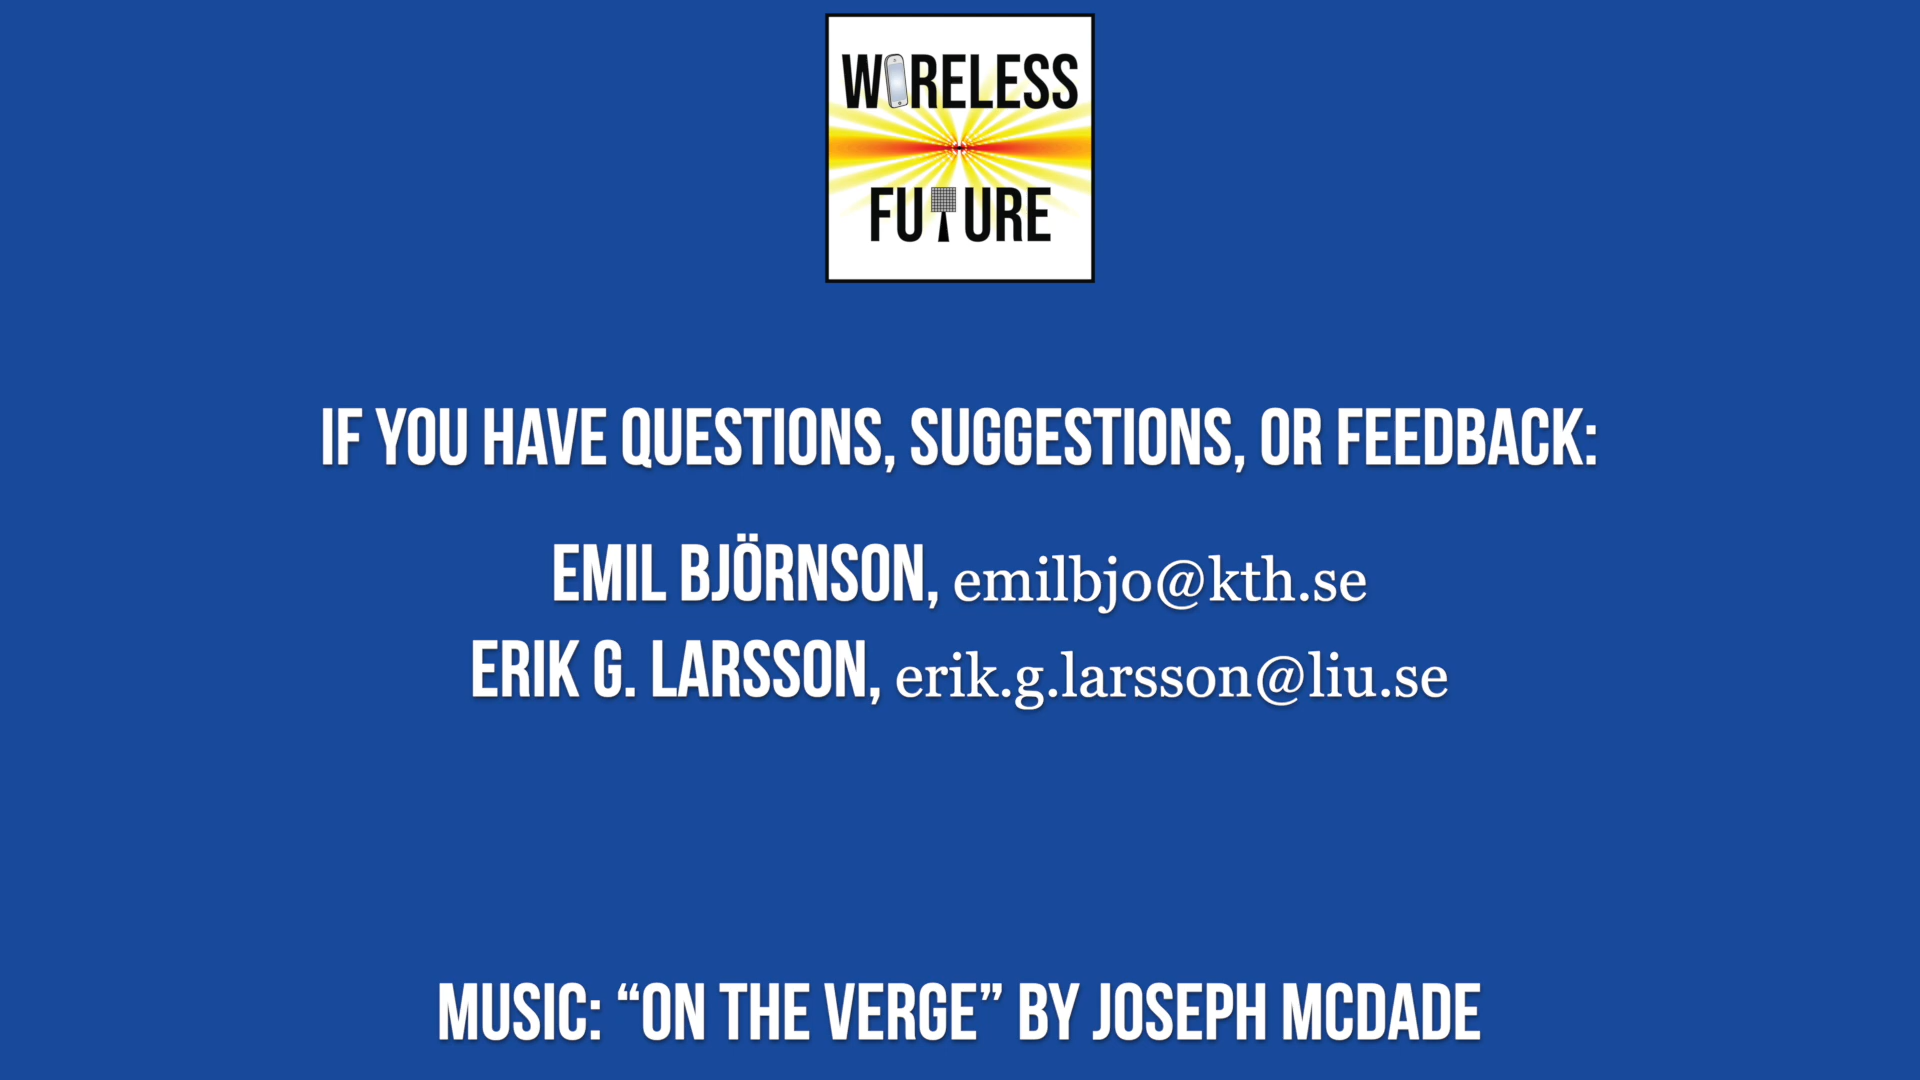 WIRELESS
FUTURE
IF YOU HAVE QUESTIONS, SUGGESTIONS, OR FEEDBACK:
EMIL BJÖRNSON, emilbjo@kth.se
ERIK G. LARSSON, erik.g.larsson@liu.se
MUSIC: “ON THE VERGE” BY JOSEPH MCDADE